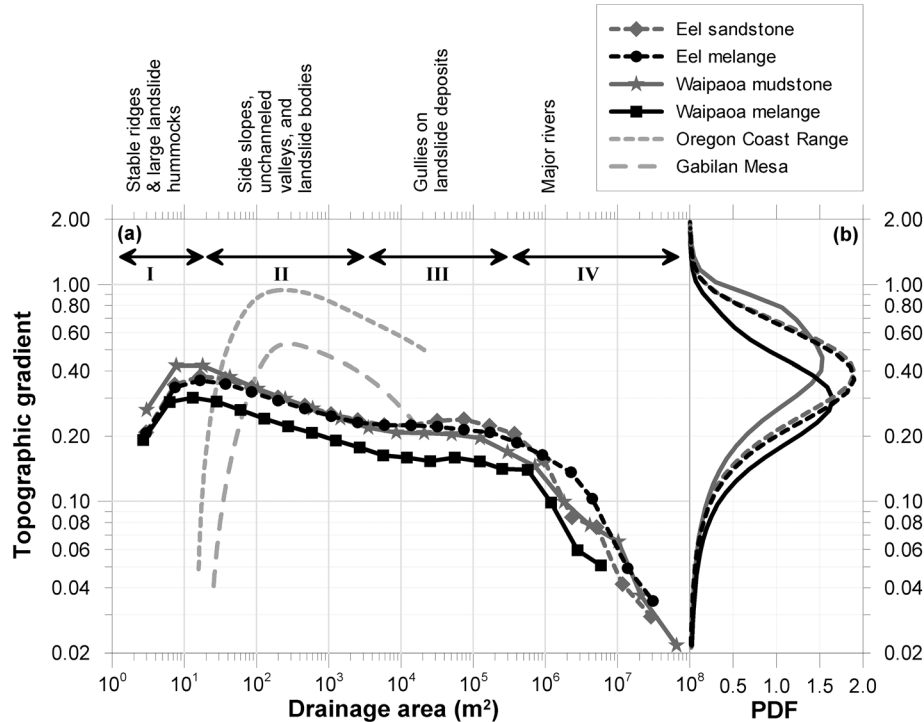 Eel sandstone
Eel melange
Waipaoa mudstone
Waipaoa melange
Oregon Coast Range
Gabilan Mesa
Stable ridges
& large landslide
hummocks
Side slopes,
unchanneled
valleys, and
landslide bodies
Gullies on
landslide deposits
Major rivers
(a)
(b)
I
II
III
IV
Topographic gradient
2.00
1.00
0.80
0.60
0.40
0.20
0.10
0.08
0.06
0.04
0.02
2.00
1.00
0.80
0.60
0.40
0.20
0.10
0.08
0.06
0.04
0.02
10⁰ 10¹ 10² 10³ 10⁴ 10⁵ 10⁶ 10⁷ 10⁸
0.5 1.0 1.5 2.0
Drainage area (m²)
PDF